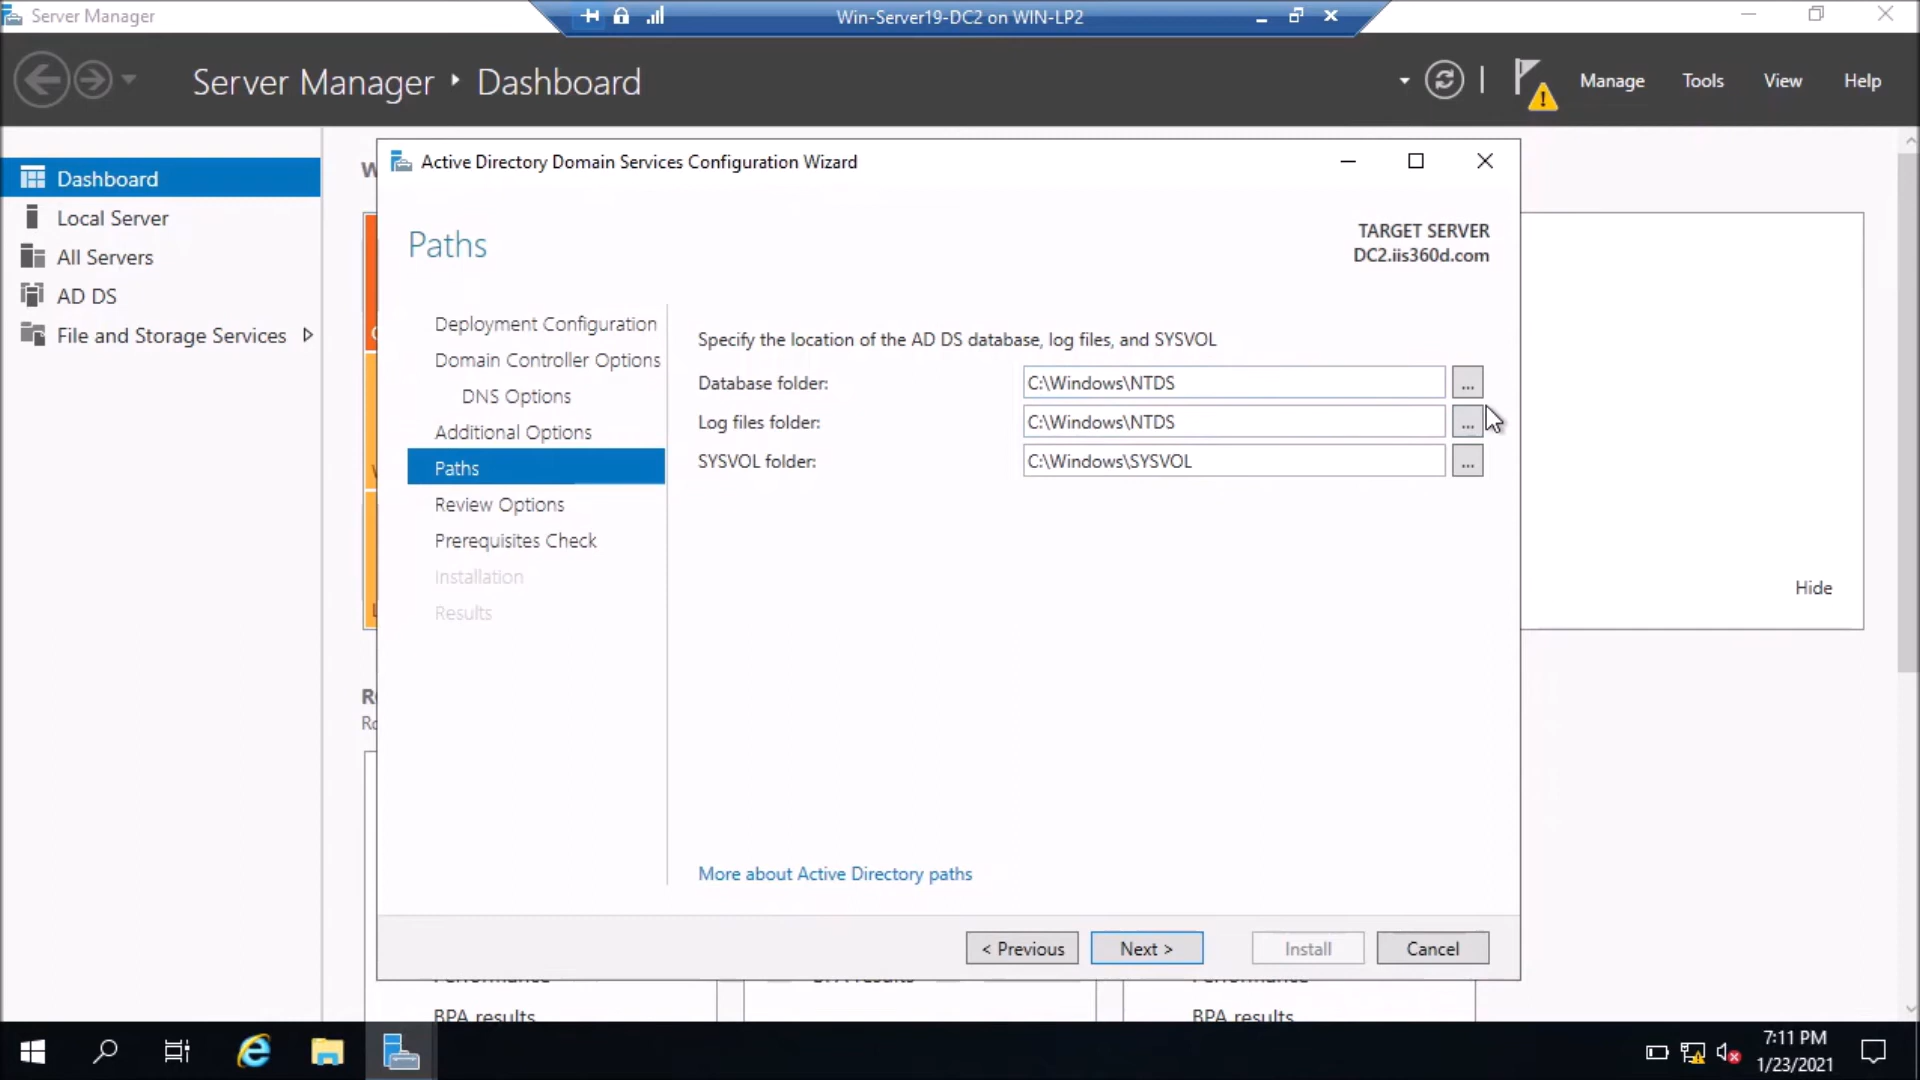 Server Manager
Win-Server19-DC2 on WIN-LP2
Server Manager Dashboard
Manage Tools View Help
Dashboard
Local Server
All Servers
AD DS
File and Storage Services
Active Directory Domain Services Configuration Wizard
Paths
TARGET SERVER
DC2.iis360d.com
Deployment Configuration
Domain Controller Options
DNS Options
Additional Options
Paths
Review Options
Prerequisites Check
Installation
Results
Specify the location of the AD DS database, log files, and SYSVOL
Database folder: C:\Windows\NTDS ...
Log files folder: C:\Windows\NTDS ...
SYSVOL folder: C:\Windows\SYSVOL ...
More about Active Directory paths
< Previous Next > Install Cancel
Hide
BPA results BPA results
7:11 PM
1/23/2021